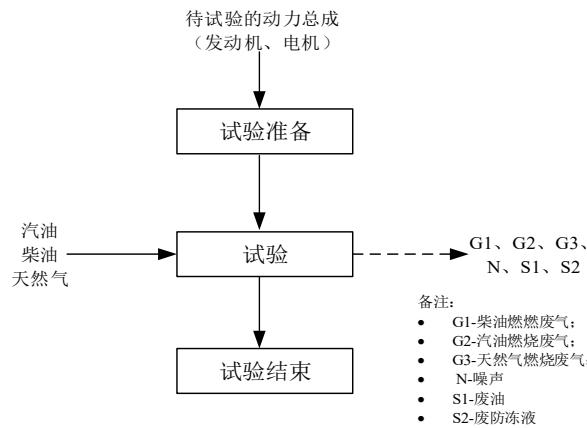 待试验的动力总成
（发动机、电机）
试验准备
汽油
柴油
天然气
试验
G1、G2、G3、
N、S1、S2
试验结束
备注：
• G1-柴油燃燃废气；
• G2-汽油燃烧废气；
• G3-天然气燃烧废气；
• N-噪声
• S1-废油
• S2-废防冻液